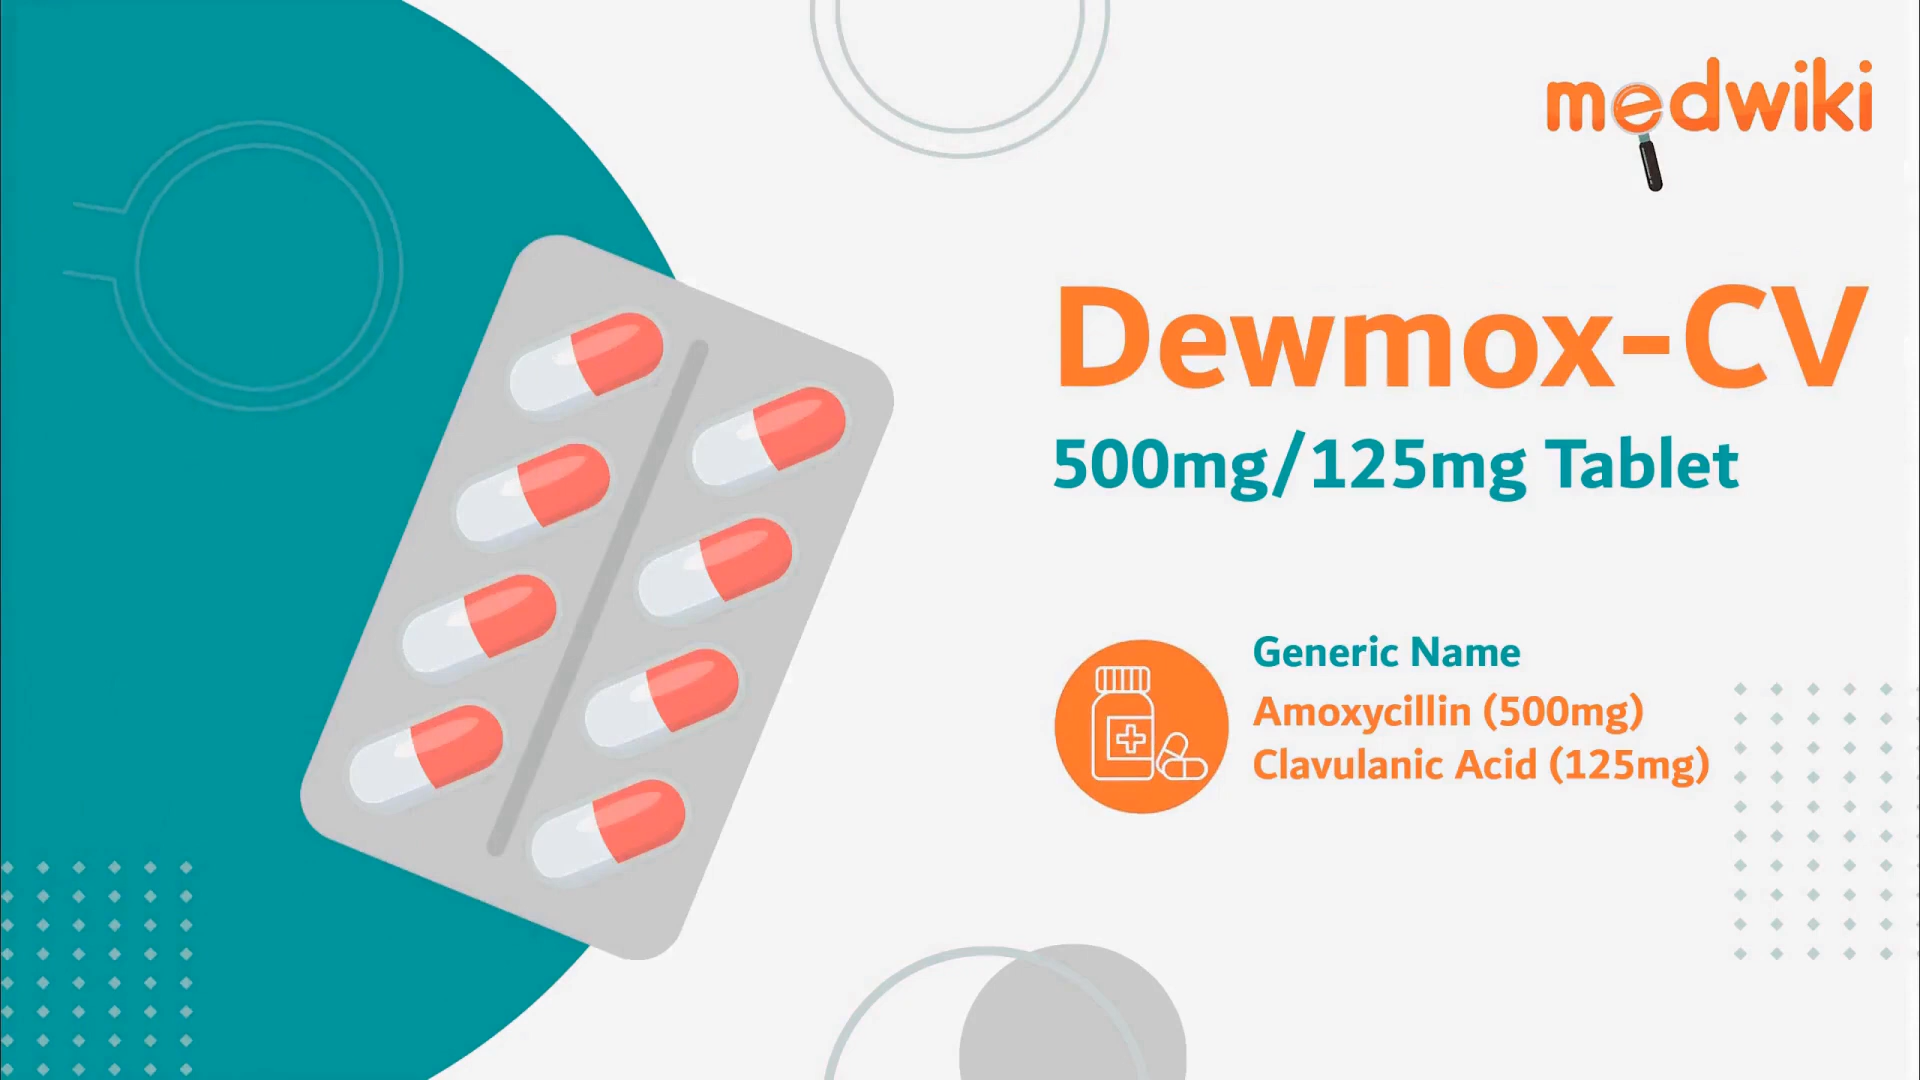 medwiki
Dewmox-CV
500mg/125mg Tablet
Generic Name
Amoxycillin (500mg)
Clavulanic Acid (125mg)